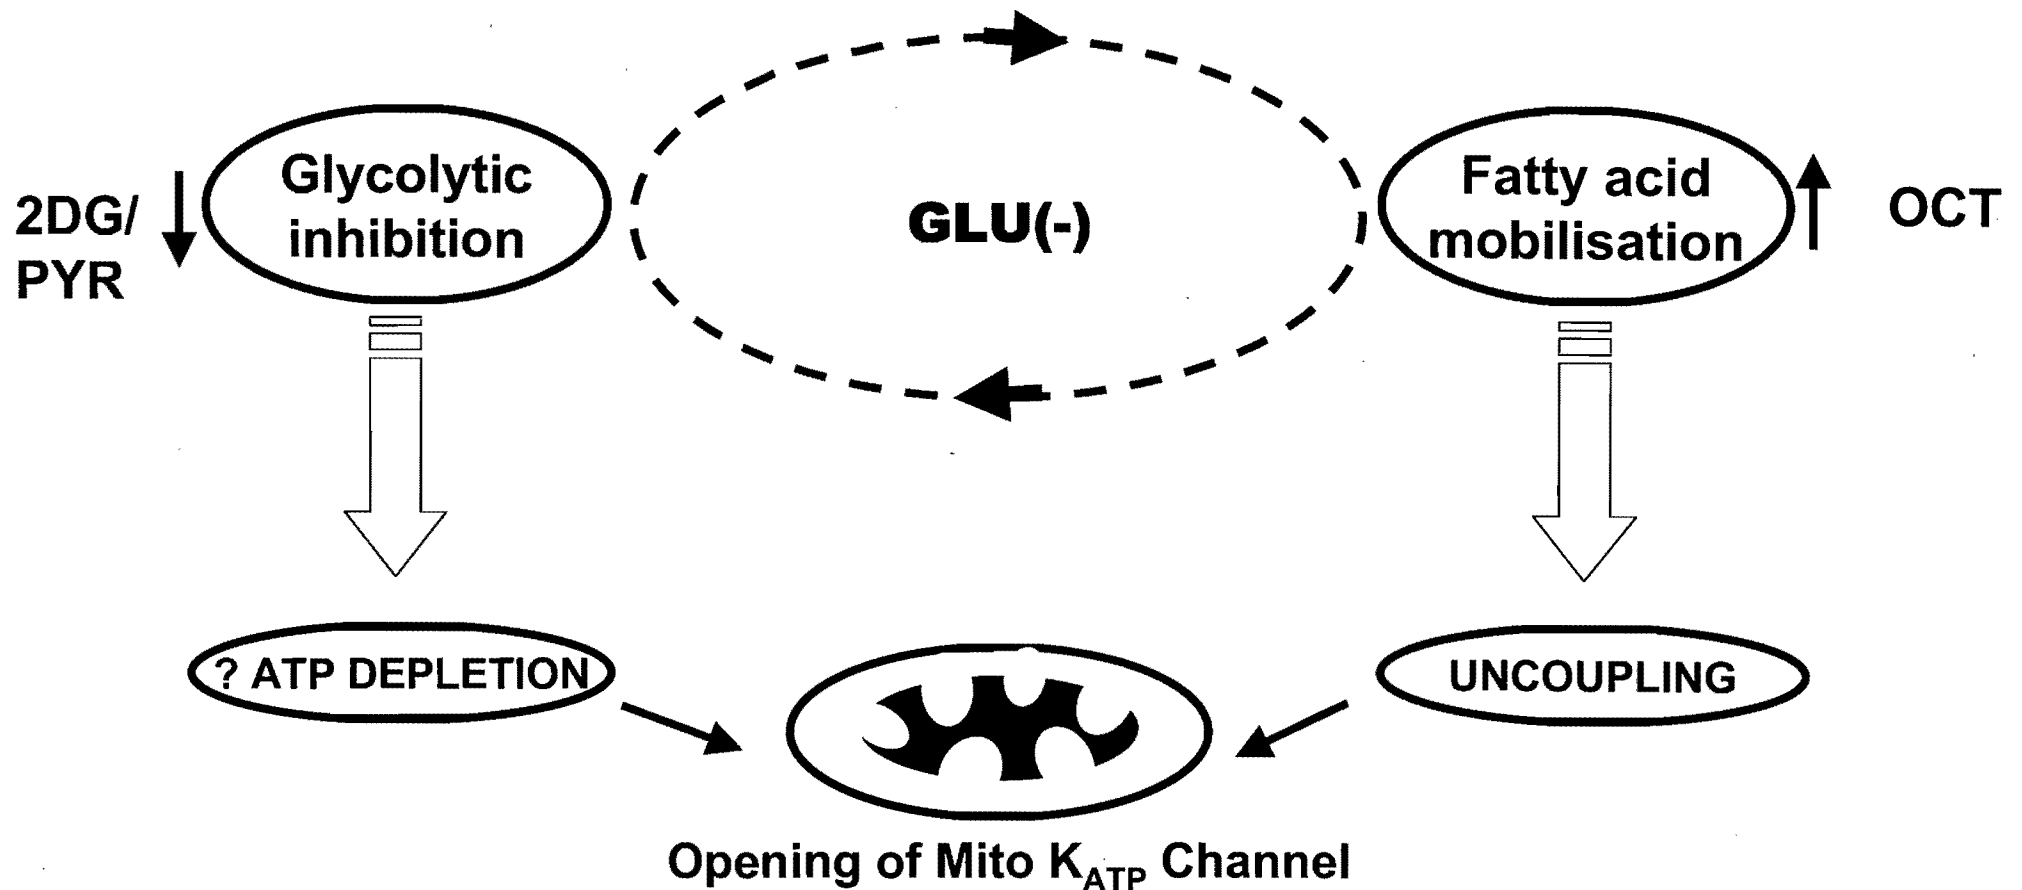 Glycolytic
inhibition
2DG/
PYR
GLU(-)
Fatty acid
mobilisation
OCT
? ATP DEPLETION
UNCOUPLING
Opening of Mito KATP Channel